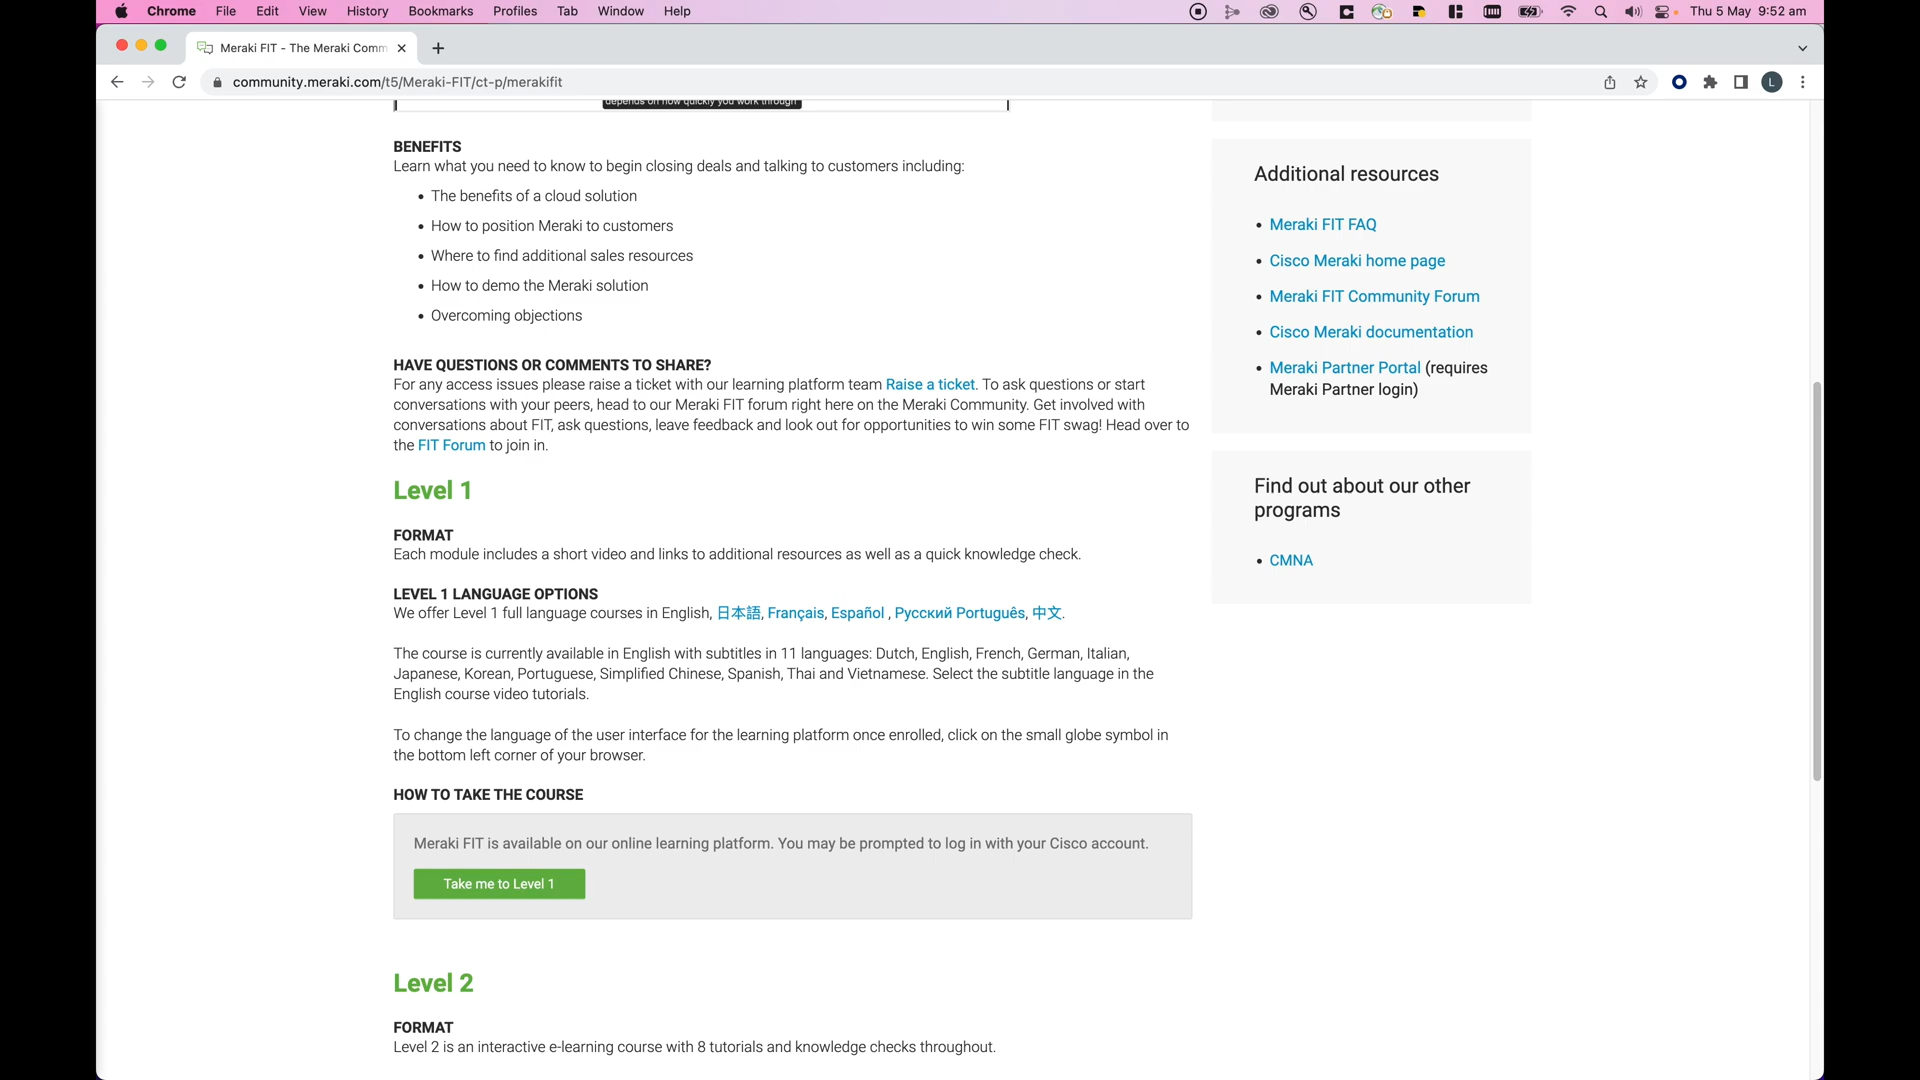 Chrome File Edit View History Bookmarks Profiles Tab Window Help Thu 5 May 9:52 am
Meraki FIT - The Meraki Comm
community.meraki.com/t5/Meraki-FIT/ct-p/merakifit
L
depends on how quickly you work through
BENEFITS
Learn what you need to know to begin closing deals and talking to customers including:
• The benefits of a cloud solution
• How to position Meraki to customers
• Where to find additional sales resources
• How to demo the Meraki solution
• Overcoming objections
HAVE QUESTIONS OR COMMENTS TO SHARE?
For any access issues please raise a ticket with our learning platform team Raise a ticket. To ask questions or start
conversations with your peers, head to our Meraki FIT forum right here on the Meraki Community. Get involved with
conversations about FIT, ask questions, leave feedback and look out for opportunities to win some FIT swag! Head over to
the FIT Forum to join in.
Level 1
FORMAT
Each module includes a short video and links to additional resources as well as a quick knowledge check.
LEVEL 1 LANGUAGE OPTIONS
We offer Level 1 full language courses in English, 日本語, Français, Español , Русский Português, 中文.
The course is currently available in English with subtitles in 11 languages: Dutch, English, French, German, Italian,
Japanese, Korean, Portuguese, Simplified Chinese, Spanish, Thai and Vietnamese. Select the subtitle language in the
English course video tutorials.
To change the language of the user interface for the learning platform once enrolled, click on the small globe symbol in
the bottom left corner of your browser.
HOW TO TAKE THE COURSE
Meraki FIT is available on our online learning platform. You may be prompted to log in with your Cisco account.
Take me to Level 1
Level 2
FORMAT
Level 2 is an interactive e-learning course with 8 tutorials and knowledge checks throughout.
Additional resources
• Meraki FIT FAQ
• Cisco Meraki home page
• Meraki FIT Community Forum
• Cisco Meraki documentation
• Meraki Partner Portal (requires
Meraki Partner login)
Find out about our other
programs
• CMNA